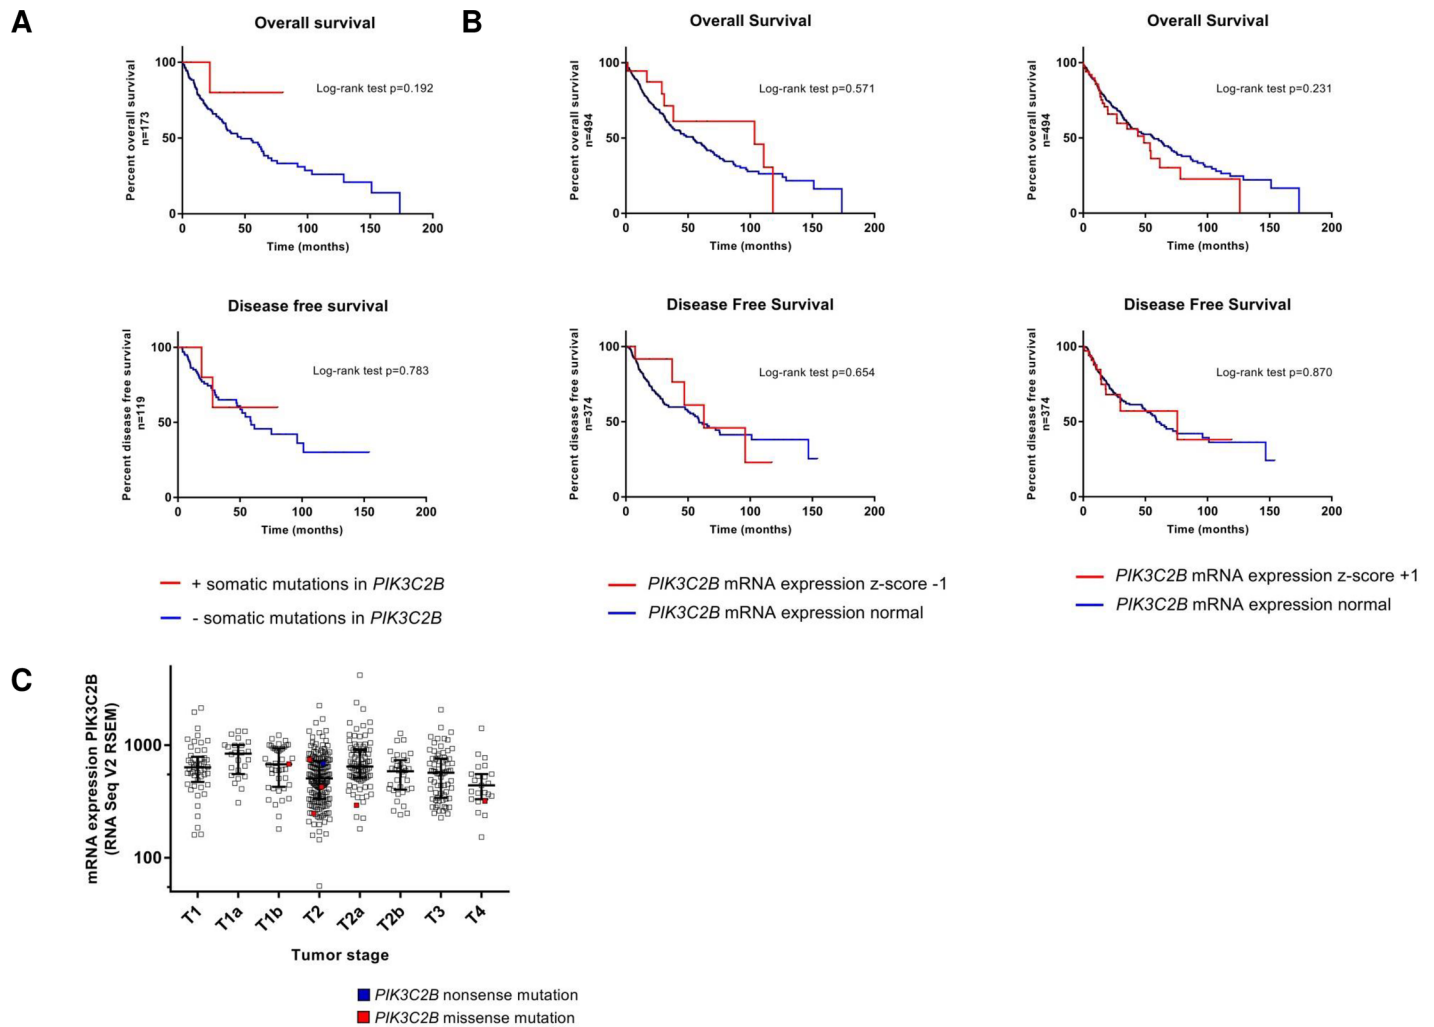 A
Overall survival
Percent overall survival
n=173
100
50
0
Log-rank test p=0.192
0 50 100 150 200
Time (months)
Disease free survival
Percent disease free survival
n=119
100
50
0
Log-rank test p=0.783
0 50 100 150 200
Time (months)
+ somatic mutations in PIK3C2B
- somatic mutations in PIK3C2B
B
Overall Survival
Percent overall survival
n=494
100
50
0
Log-rank test p=0.571
0 50 100 150 200
Time (months)
Disease Free Survival
Percent disease free survival
n=374
100
50
0
Log-rank test p=0.654
0 50 100 150 200
Time (months)
PIK3C2B mRNA expression z-score -1
PIK3C2B mRNA expression normal
Overall Survival
Percent overall survival
n=494
100
50
0
Log-rank test p=0.231
0 50 100 150 200
Time (months)
Disease Free Survival
Percent disease free survival
n=374
100
50
0
Log-rank test p=0.870
0 50 100 150 200
Time (months)
PIK3C2B mRNA expression z-score +1
PIK3C2B mRNA expression normal
C
mRNA expression PIK3C2B
(RNA Seq V2 RSEM)
1000
100
T1 T1a T1b T2 T2a T2b T3 T4
Tumor stage
PIK3C2B nonsense mutation
PIK3C2B missense mutation